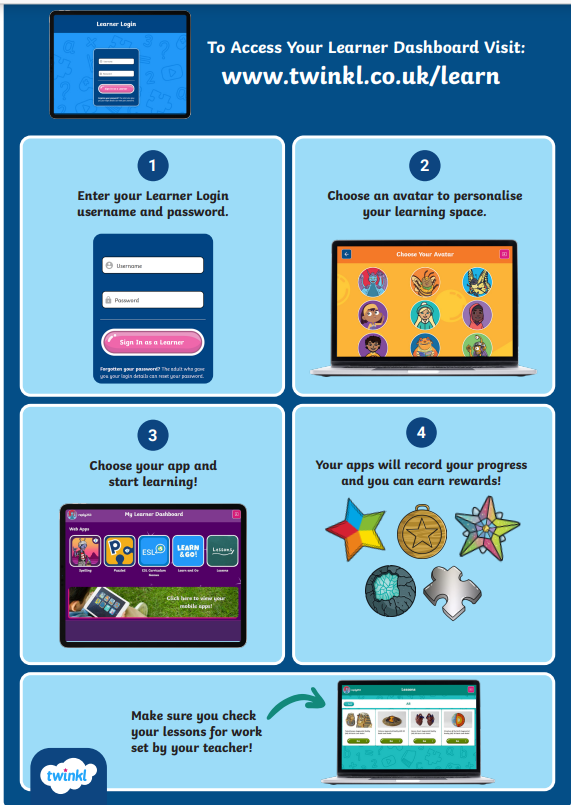 Learner Login
To Access Your Learner Dashboard Visit:
www.twinkl.co.uk/learn
1
Enter your Learner Login
username and password.
Username
Password
Sign In as a Learner
Forgotten your password? The adult who gave
you your login details can reset your password.
2
Choose an avatar to personalise
your learning space.
Choose Your Avatar
3
Choose your app and
start learning!
My Learner Dashboard
Web Apps
ESL
LEARN
& GO!
Lessons
Spelling
Puzzled
ESL Curriculum
Games
Learn and Go
Lessons
Click here to view your
mobile apps!
4
Your apps will record your progress
and you can earn rewards!
Make sure you check
your lessons for work
set by your teacher!
Lessons
All
twinkl